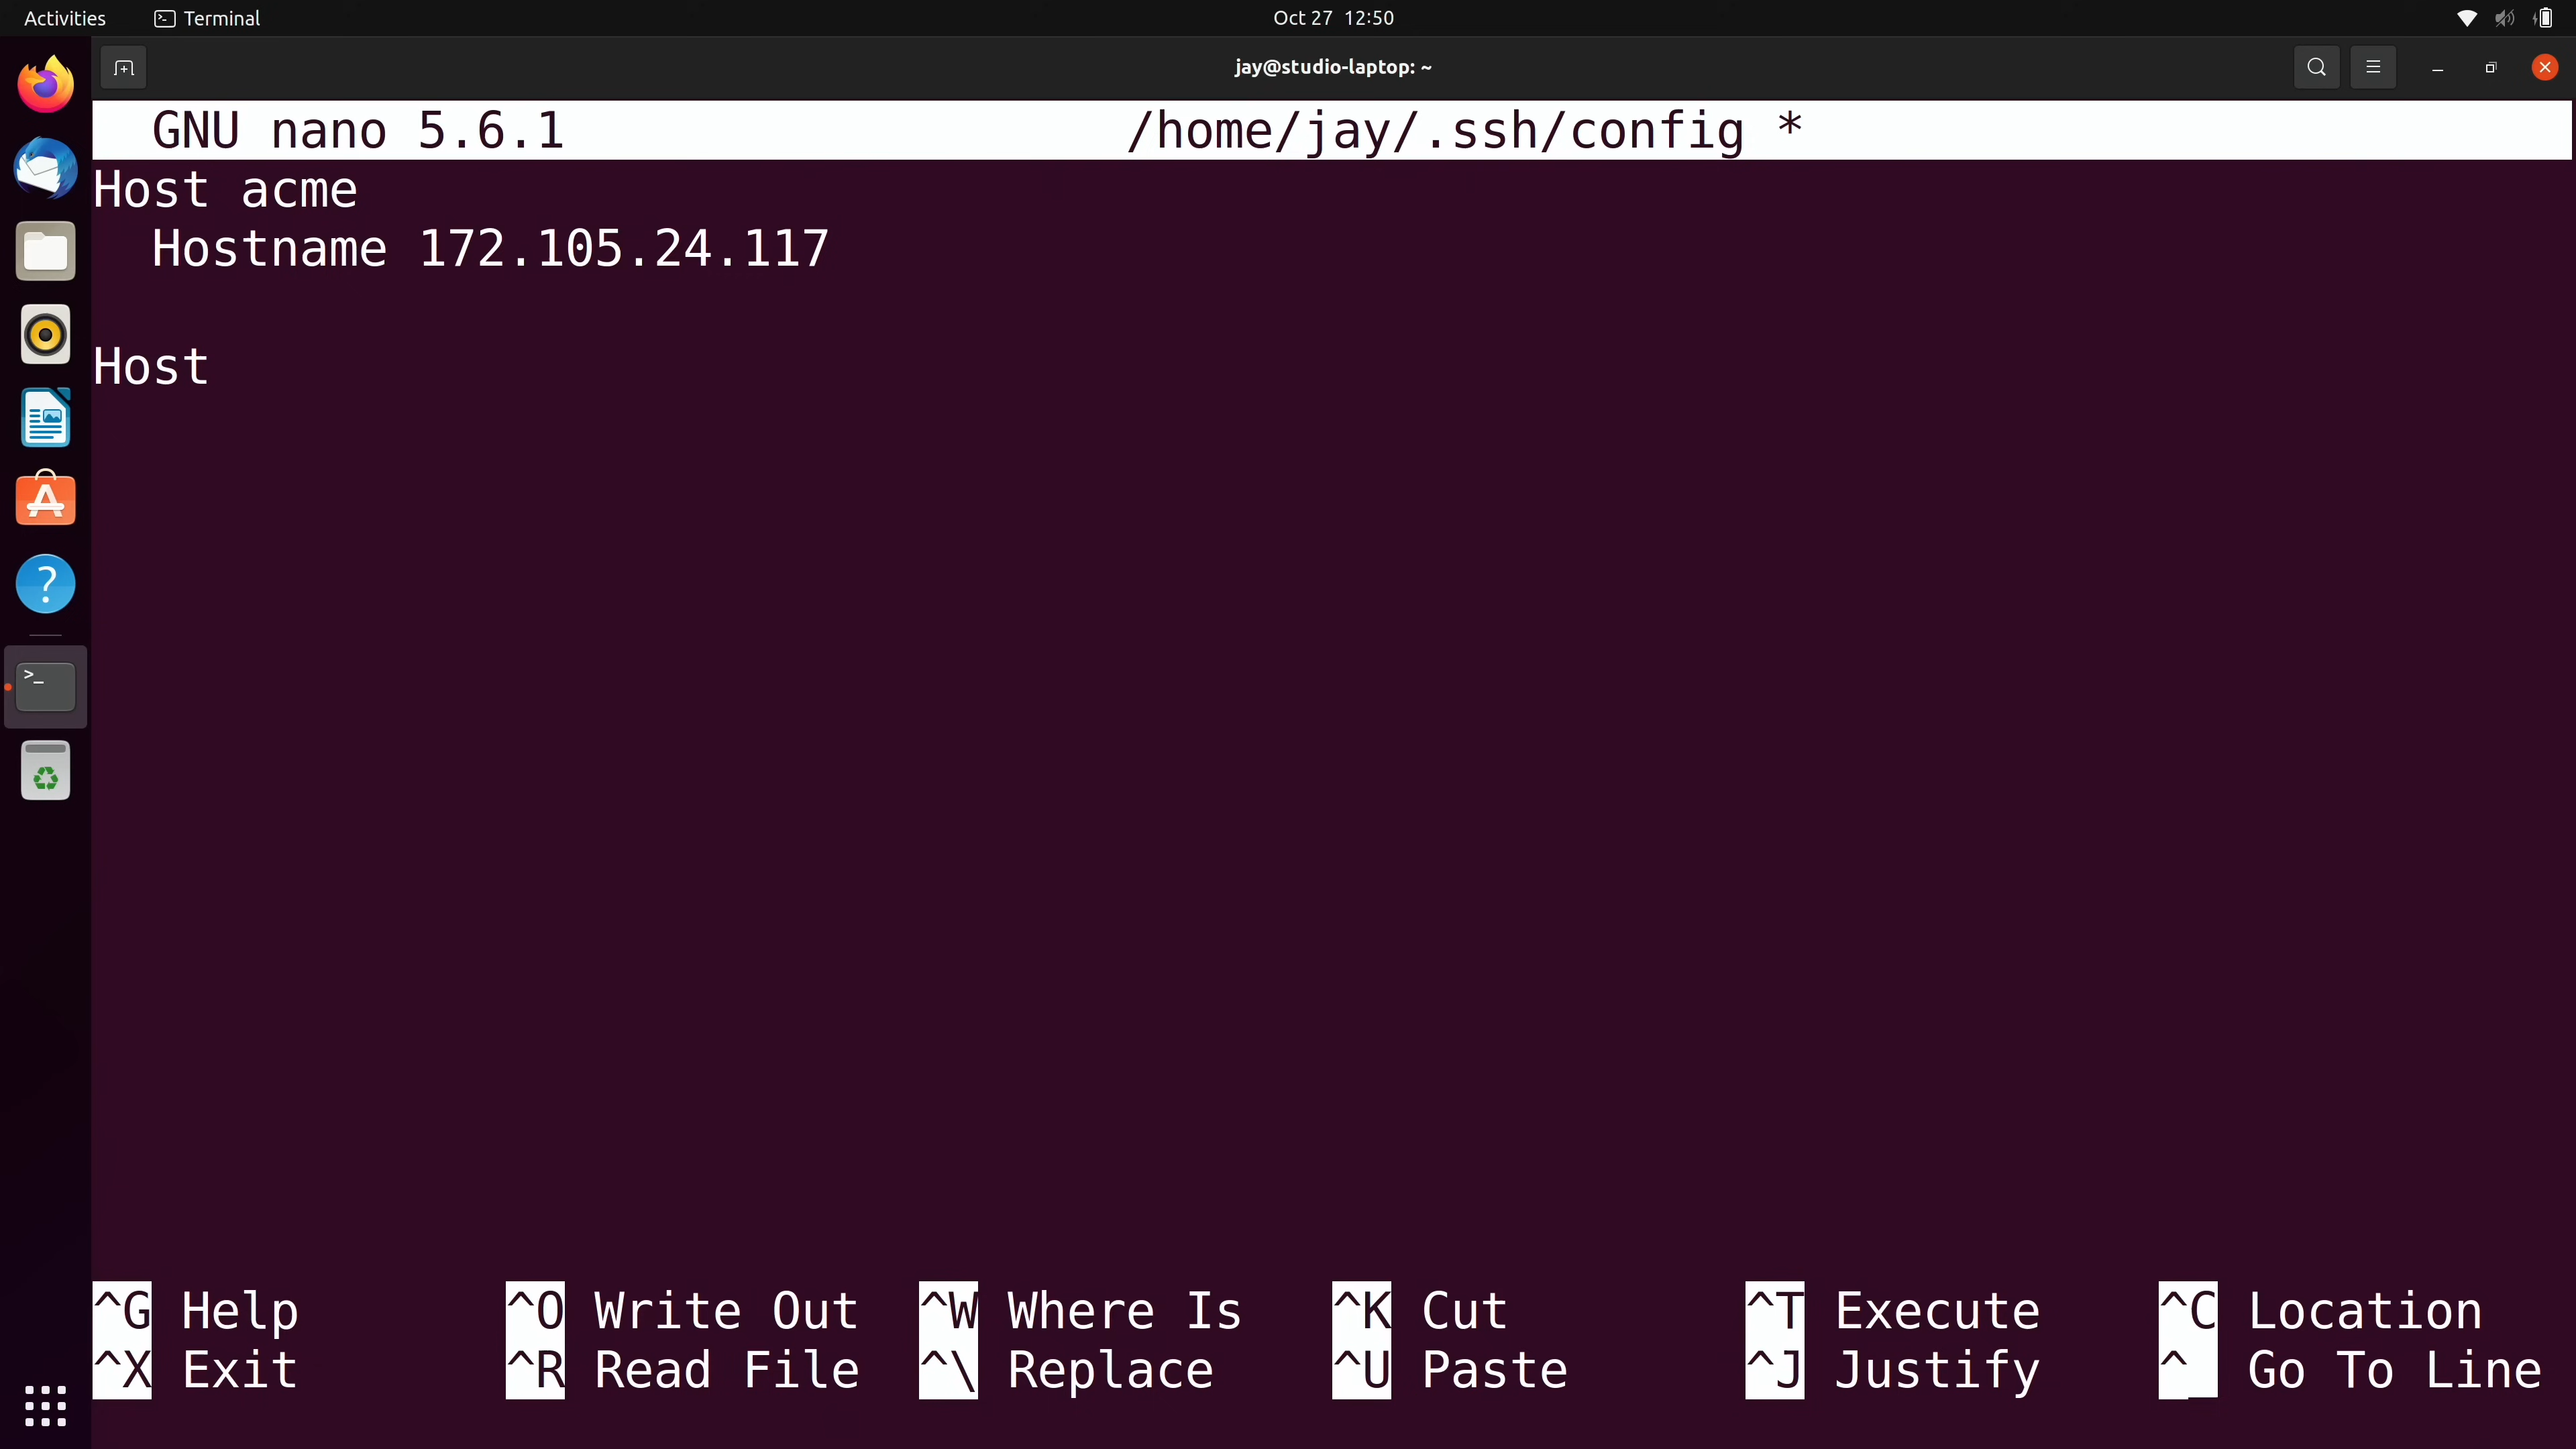 Activities Terminal Oct 27 12:50
jay@studio-laptop: ~
GNU nano 5.6.1 /home/jay/.ssh/config *
Host acme
Hostname 172.105.24.117
Host
^G Help ^O Write Out ^W Where Is ^K Cut ^T Execute ^C Location
^X Exit ^R Read File ^\ Replace ^U Paste ^J Justify ^_ Go To Line